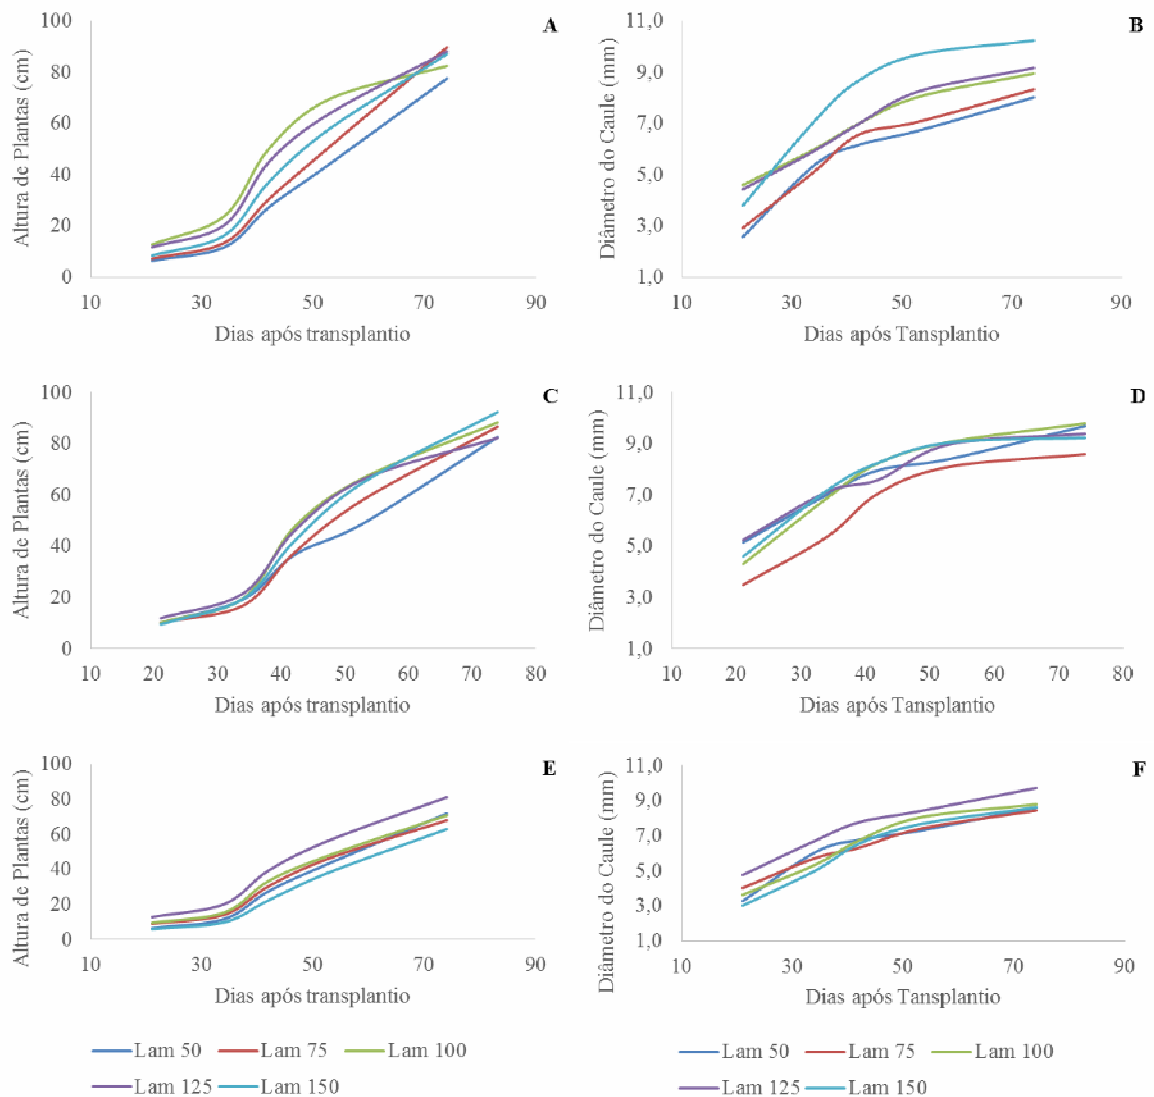 A
Altura de Plantas (cm)
100
80
60
40
20
0
10 30 50 70 90
Dias após transplantio
B
Diâmetro do Caule (mm)
11,0
9,0
7,0
5,0
3,0
1,0
10 30 50 70 90
Dias após Tansplantio
C
Altura de Plantas (cm)
100
80
60
40
20
0
10 20 30 40 50 60 70 80
Dias após transplantio
D
Diâmetro do Caule (mm)
11,0
9,0
7,0
5,0
3,0
1,0
10 20 30 40 50 60 70 80
Dias após Tansplantio
E
Altura de Plantas (cm)
100
80
60
40
20
0
10 30 50 70 90
Dias após transplantio
F
Diâmetro do Caule (mm)
11,0
9,0
7,0
5,0
3,0
1,0
10 30 50 70 90
Dias após Tansplantio
Lam 50 Lam 75 Lam 100
Lam 125 Lam 150
Lam 50 Lam 75 Lam 100
Lam 125 Lam 150